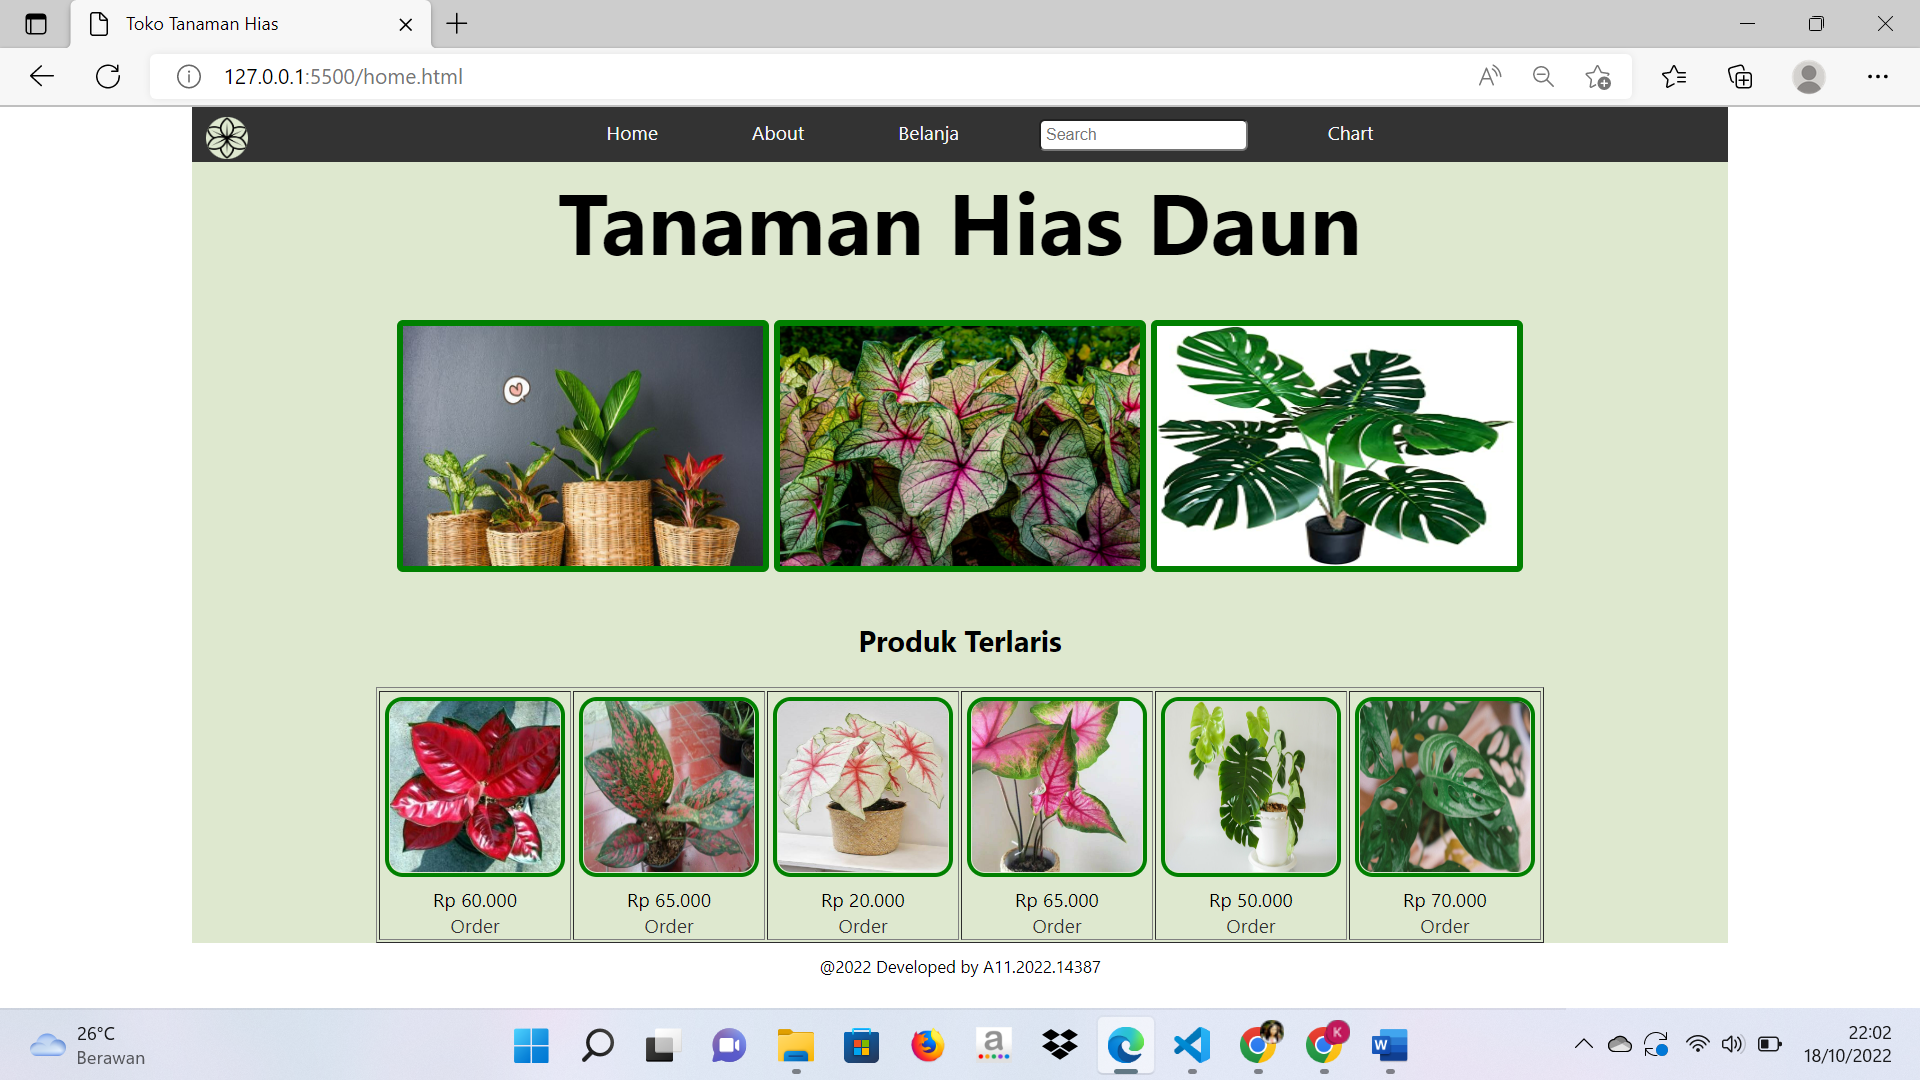 Toko Tanaman Hias
127.0.0.1:5500/home.html
Home About Belanja Search Chart
Tanaman Hias Daun
Produk Terlaris
Rp 60.000 Rp 65.000 Rp 20.000 Rp 65.000 Rp 50.000 Rp 70.000
Order Order Order Order Order Order
@2022 Developed by A11.2022.14387
26°C
Berawan
22:02
18/10/2022